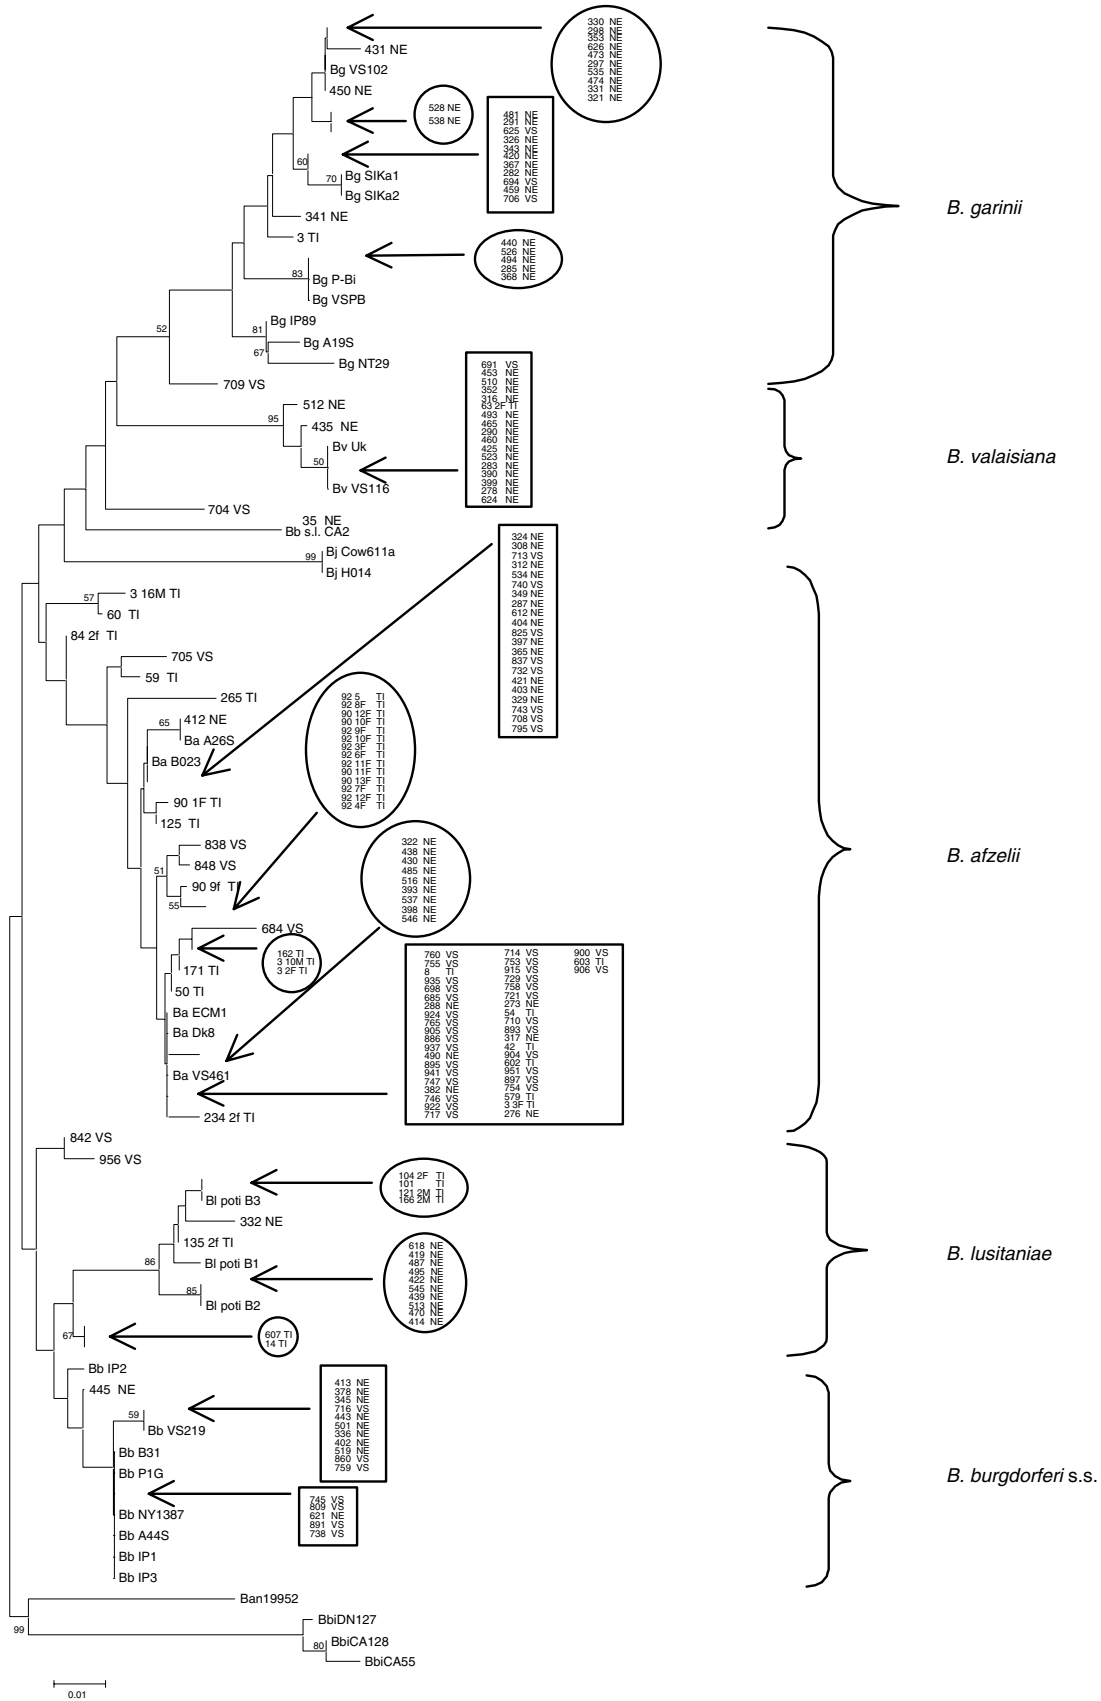 330 NE
298 NE
353 NE
626 NE
473 NE
297 NE
535 NE
474 NE
331 NE
321 NE
431 NE
Bg VS102
450 NE
528 NE
538 NE
481 NE
291 NE
625 VS
326 NE
343 NE
420 NE
367 NE
282 NE
694 VS
459 NE
706 VS
60
70
Bg SIKa1
Bg SIKa2
B. garinii
341 NE
3 TI
440 NE
526 NE
494 NE
285 NE
368 NE
83
Bg P-Bi
Bg VSPB
Bg IP89
52
81
Bg A19S
67
Bg NT29
709 VS
691 VS
453 NE
510 NE
352 NE
316 NE
63 2F TI
493 NE
465 NE
290 NE
460 NE
425 NE
523 NE
283 NE
390 NE
399 NE
278 NE
624 NE
512 NE
95
435 NE
Bv Uk
50
Bv VS116
B. valaisiana
704 VS
35 NE
Bb s.l. CA2
99
Bj Cow611a
Bj H014
324 NE
308 NE
713 VS
312 NE
534 NE
740 VS
349 NE
287 NE
612 NE
404 NE
825 VS
397 NE
365 NE
837 VS
732 VS
421 NE
403 NE
329 NE
743 VS
708 VS
795 VS
57
3 16M TI
60 TI
84 2f TI
705 VS
59 TI
265 TI
92 5 TI
92 8F TI
90 12F TI
90 10F TI
92 9F TI
92 10F TI
92 3F TI
92 6F TI
92 11F TI
90 11F TI
90 13F TI
92 7F TI
92 12F TI
92 4F TI
65
412 NE
Ba A26S
Ba B023
90 1F TI
125 TI
838 VS
848 VS
51
90 9f TI
55
B. afzelii
322 NE
438 NE
430 NE
485 NE
516 NE
393 NE
537 NE
398 NE
546 NE
684 VS
162 TI
3 10M TI
3 2F TI
171 TI
50 TI
Ba ECM1
Ba Dk8
Ba VS461
234 2f TI
760 VS
755 VS
8 TI
935 VS
698 VS
685 VS
288 NE
924 VS
765 VS
905 VS
886 VS
937 VS
490 NE
895 VS
941 VS
747 VS
382 NE
746 VS
922 VS
717 VS
714 VS
753 VS
915 VS
729 VS
758 VS
721 VS
273 NE
54 TI
710 VS
893 VS
317 NE
42 TI
904 VS
602 TI
951 VS
897 VS
754 VS
579 TI
3 3F TI
276 NE
900 VS
603 TI
906 VS
842 VS
956 VS
104 2F TI
101 TI
121 2M TI
166 2M TI
Bl poti B3
332 NE
135 2f TI
86
Bl poti B1
85
Bl poti B2
618 NE
419 NE
487 NE
495 NE
422 NE
545 NE
439 NE
513 NE
470 NE
414 NE
B. lusitaniae
67
607 TI
14 TI
Bb IP2
445 NE
413 NE
378 NE
345 NE
716 VS
443 NE
501 NE
336 NE
402 NE
519 NE
860 VS
759 VS
59
Bb VS219
Bb B31
Bb P1G
745 VS
809 VS
621 NE
891 VS
738 VS
Bb NY1387
Bb A44S
Bb IP1
Bb IP3
B. burgdorferi s.s.
Ban19952
99
BbiDN127
80
BbiCA128
BbiCA55
0.01